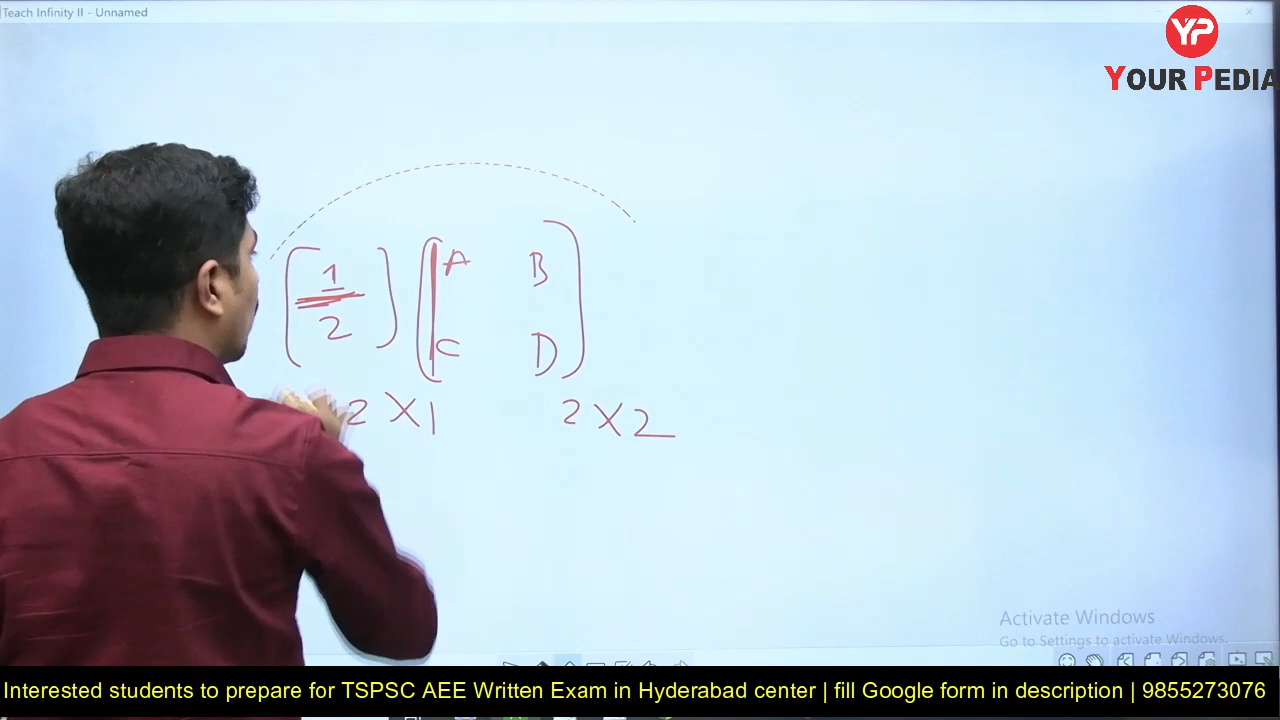 Teach Infinity II - Unnamed
YP
YOUR PEDIA
1 A B
2 C D
2 X 1 2 X 2
Activate Windows
Go to Settings to activate Windows.
Interested students to prepare for TSPSC AEE Written Exam in Hyderabad center | fill Google form in description | 9855273076